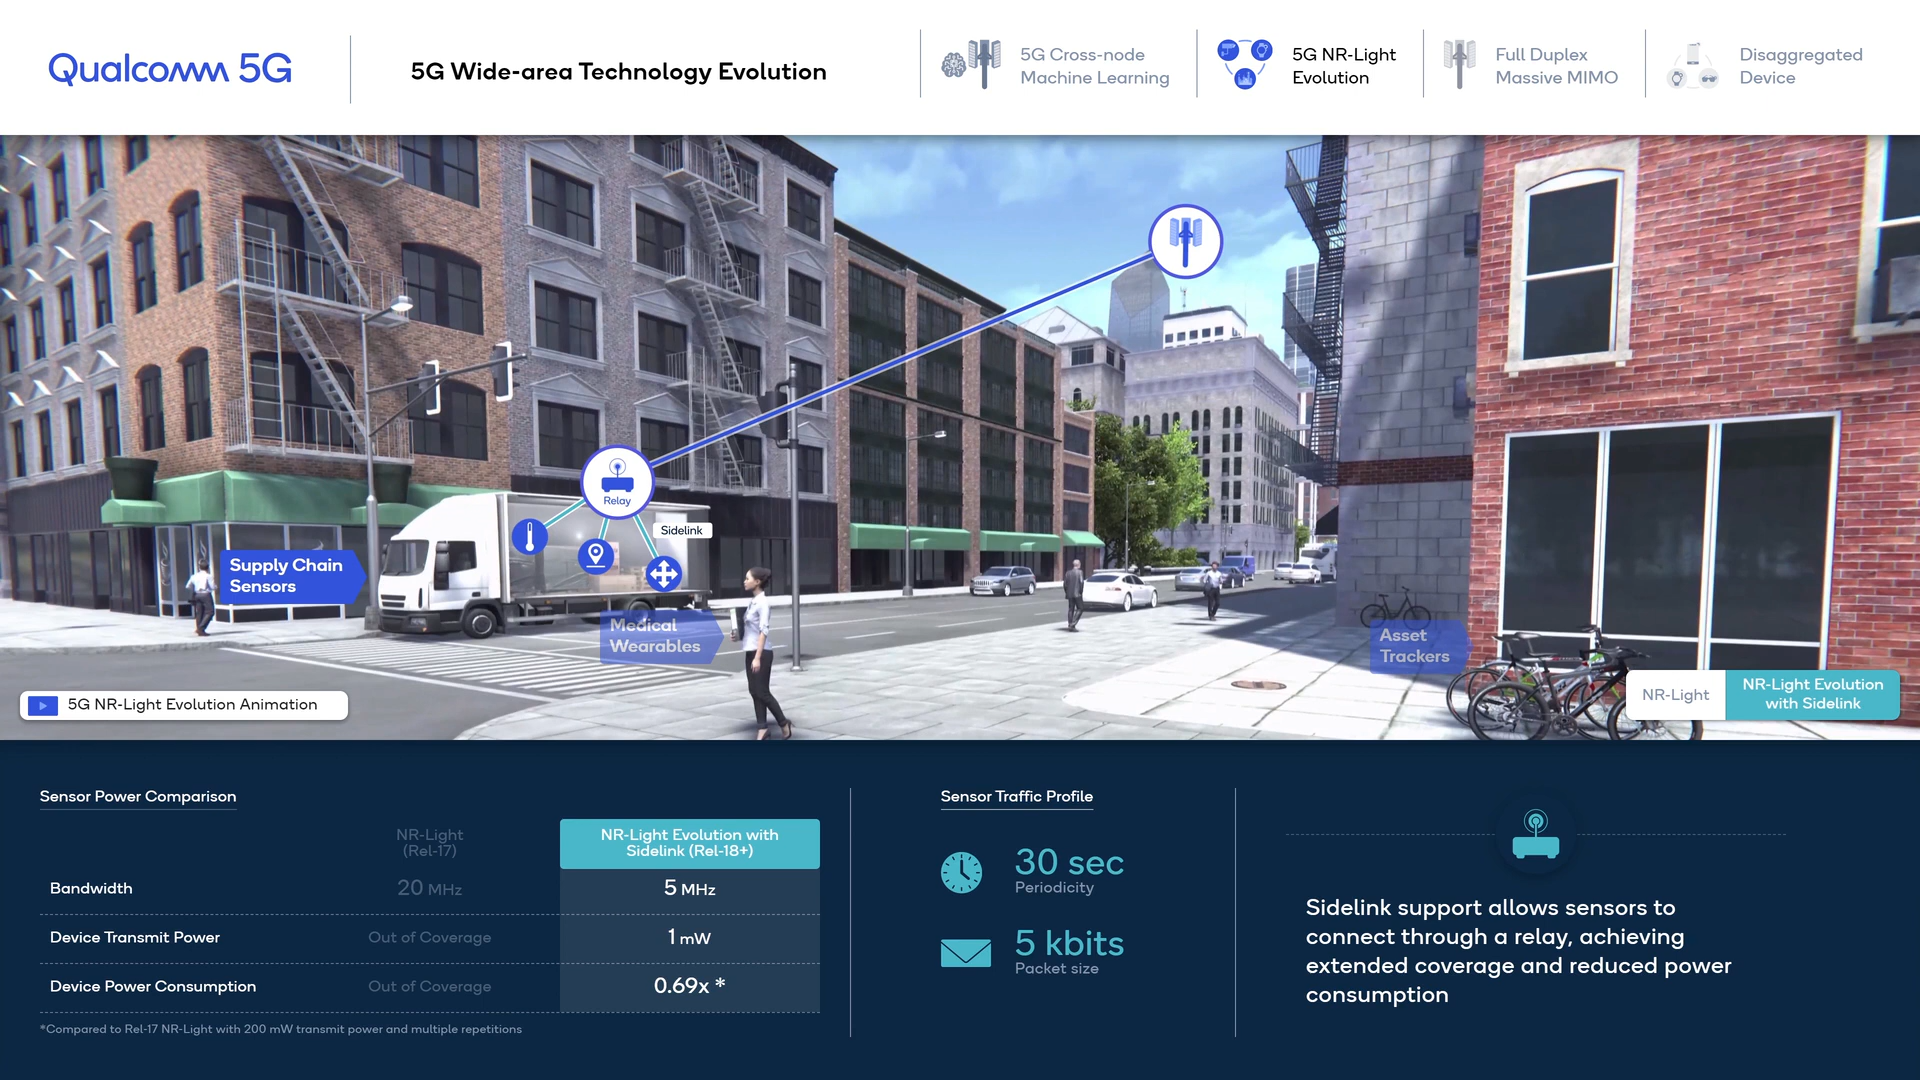 Qualcomm 5G
5G Wide-area Technology Evolution
5G Cross-node
Machine Learning
5G NR-Light
Evolution
Full Duplex
Massive MIMO
Disaggregated
Device
Relay
Sidelink
Supply Chain
Sensors
Medical
Wearables
Asset
Trackers
5G NR-Light Evolution Animation
NR-Light
NR-Light Evolution
with Sidelink
Sensor Power Comparison
NR-Light
(Rel-17)
NR-Light Evolution with
Sidelink (Rel-18+)
Bandwidth 20 MHz 5 MHz
Device Transmit Power Out of Coverage 1 mW
Device Power Consumption Out of Coverage 0.69x *
*Compared to Rel-17 NR-Light with 200 mW transmit power and multiple repetitions
Sensor Traffic Profile
30 sec
Periodicity
5 kbits
Packet size
Sidelink support allows sensors to
connect through a relay, achieving
extended coverage and reduced power
consumption